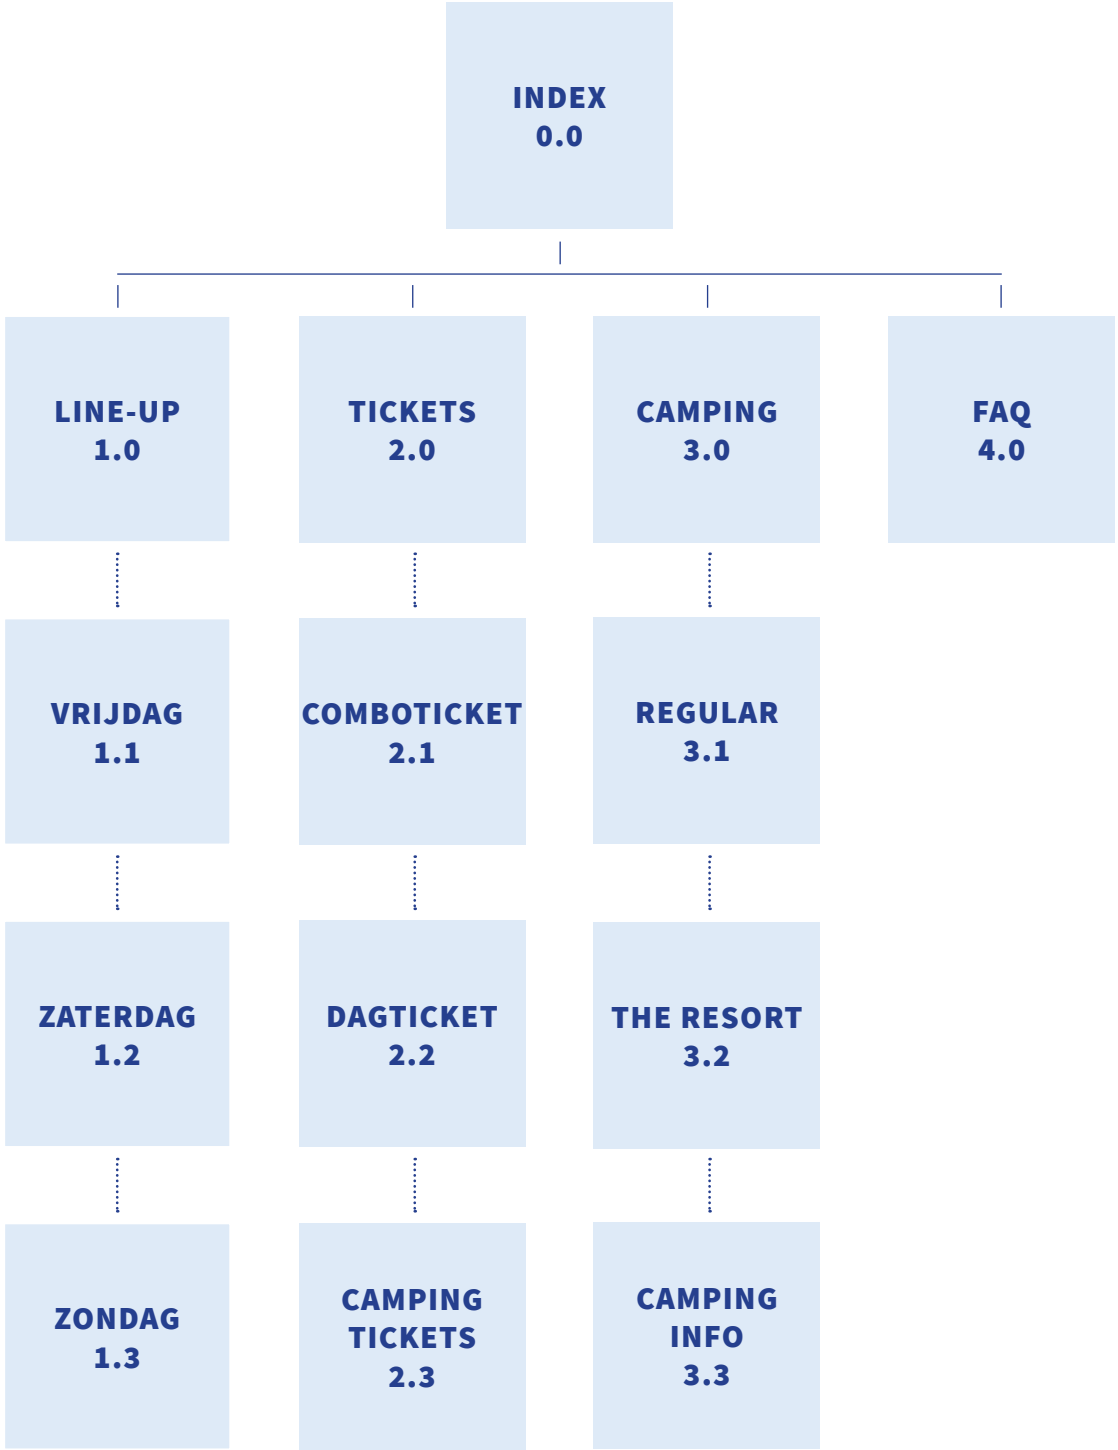 INDEX
0.0
LINE-UP
1.0
TICKETS
2.0
CAMPING
3.0
FAQ
4.0
VRIJDAG
1.1
COMBOTICKET
2.1
REGULAR
3.1
ZATERDAG
1.2
DAGTICKET
2.2
THE RESORT
3.2
ZONDAG
1.3
CAMPING
TICKETS
2.3
CAMPING
INFO
3.3